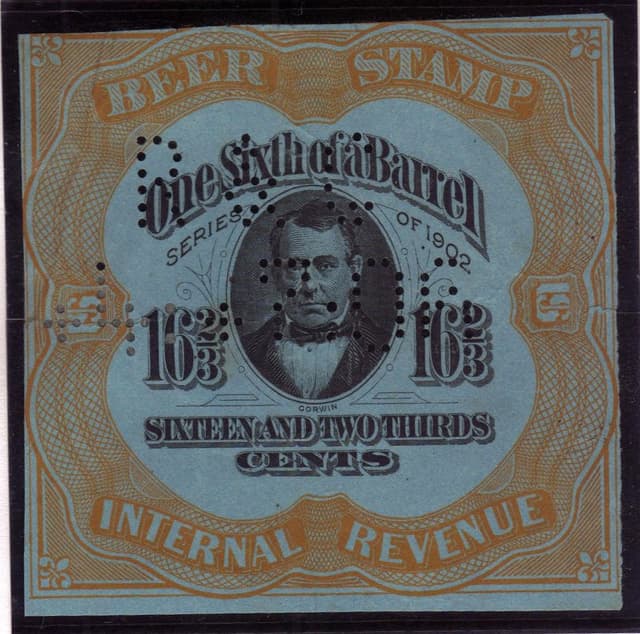 BEER STAMP
One Sixth of a Barrel
SERIES OF 1902
16 2/3 16 2/3
CORWIN
SIXTEEN AND TWO THIRDS
CENTS
INTERNAL REVENUE